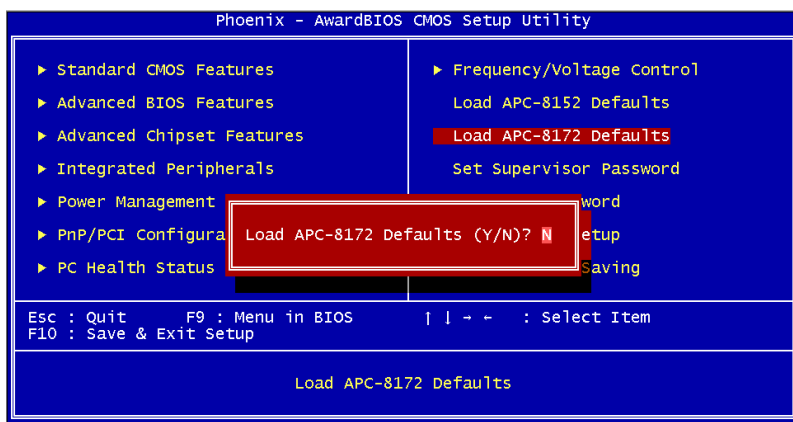 Phoenix - AwardBIOS CMOS Setup Utility
▶ Standard CMOS Features
▶ Advanced BIOS Features
▶ Advanced Chipset Features
▶ Integrated Peripherals
▶ Power Management
▶ PnP/PCI Configura
▶ PC Health Status
▶ Frequency/Voltage Control
Load APC-8152 Defaults
Load APC-8172 Defaults
Set Supervisor Password
word
etup
Saving
Load APC-8172 Defaults (Y/N)? N
Esc : Quit F9 : Menu in BIOS ↑ ↓ → ← : Select Item
F10 : Save & Exit Setup
Load APC-8172 Defaults